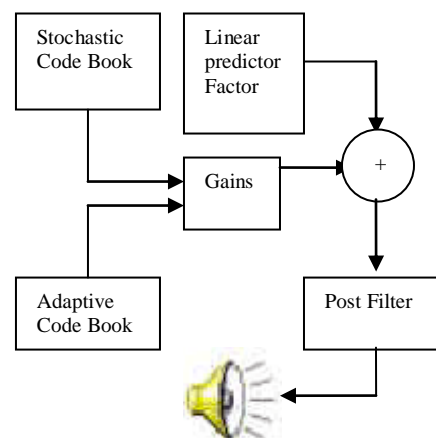 Stochastic
Code Book
Linear
predictor
Factor
Gains
+
Adaptive
Code Book
Post Filter